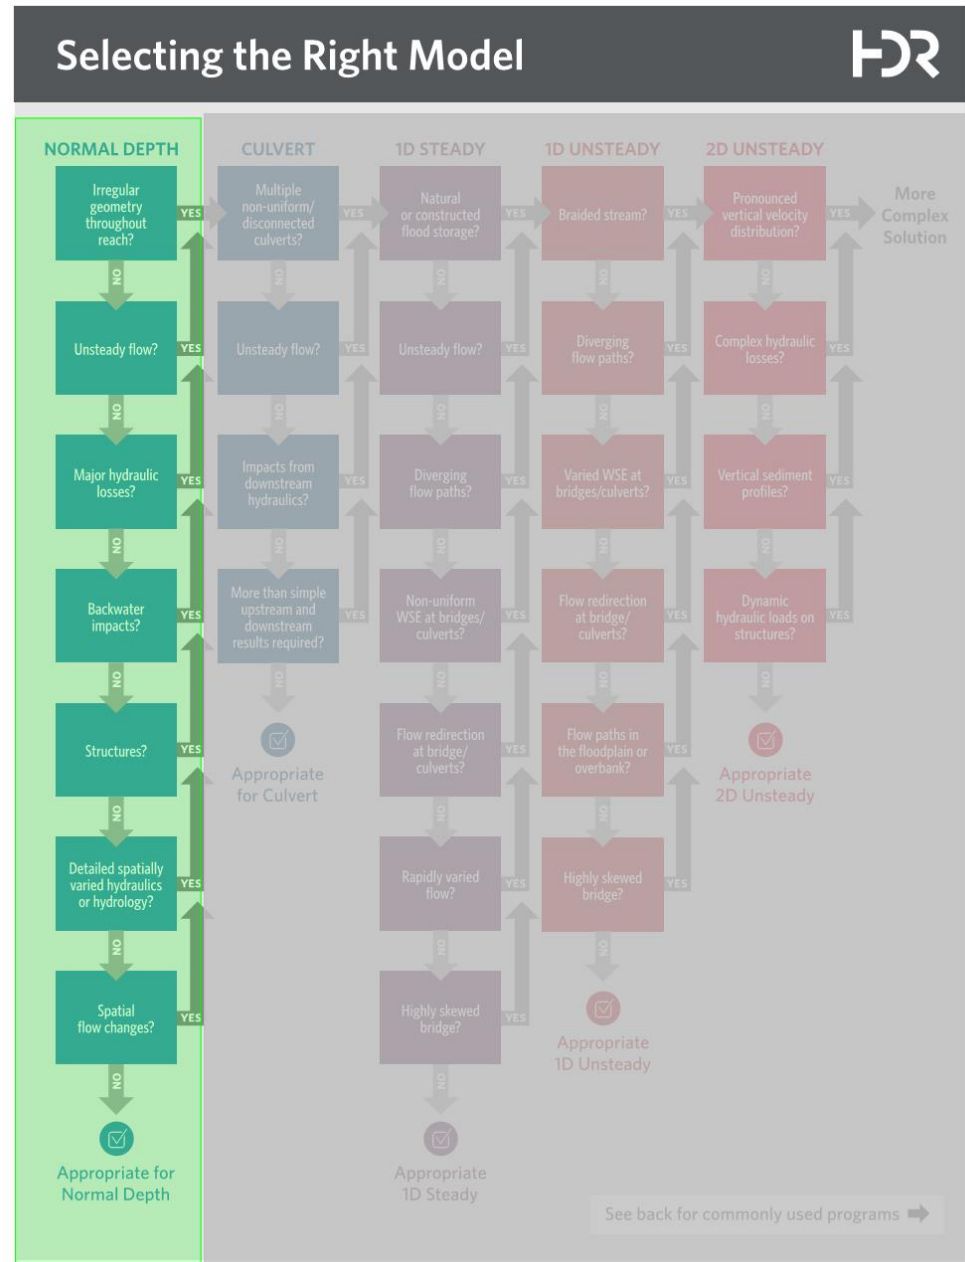 Selecting the Right Model
HDR
NORMAL DEPTH
Irregular
geometry
throughout
reach?
YES
NO
Unsteady flow?
YES
NO
Major hydraulic
losses?
YES
NO
Backwater
impacts?
YES
NO
Structures?
YES
NO
Detailed spatially
varied hydraulics
or hydrology?
YES
NO
Spatial
flow changes?
YES
NO
Appropriate for
Normal Depth
CULVERT
Multiple
non-uniform/
disconnected
culverts?
YES
NO
Unsteady flow?
YES
NO
Impacts from
downstream
hydraulics?
YES
NO
More than simple
upstream and
downstream
results required?
YES
NO
Appropriate
for Culvert
1D STEADY
Natural
or constructed
flood storage?
YES
NO
Unsteady flow?
YES
NO
Diverging
flow paths?
YES
NO
Non-uniform
WSE at bridges/
culverts?
YES
NO
Flow redirection
at bridge/
culverts?
YES
NO
Rapidly varied
flow?
YES
NO
Highly skewed
bridge?
YES
NO
Appropriate
1D Steady
1D UNSTEADY
Braided stream?
YES
NO
Diverging
flow paths?
YES
NO
Varied WSE at
bridges/culverts?
YES
NO
Flow redirection
at bridge/
culverts?
YES
NO
Flow paths in
the floodplain or
overbank?
YES
NO
Highly skewed
bridge?
YES
NO
Appropriate
1D Unsteady
2D UNSTEADY
Pronounced
vertical velocity
distribution?
YES
NO
Complex hydraulic
losses?
YES
NO
Vertical sediment
profiles?
YES
NO
Dynamic
hydraulic loads on
structures?
YES
NO
Appropriate
2D Unsteady
More
Complex
Solution
See back for commonly used programs